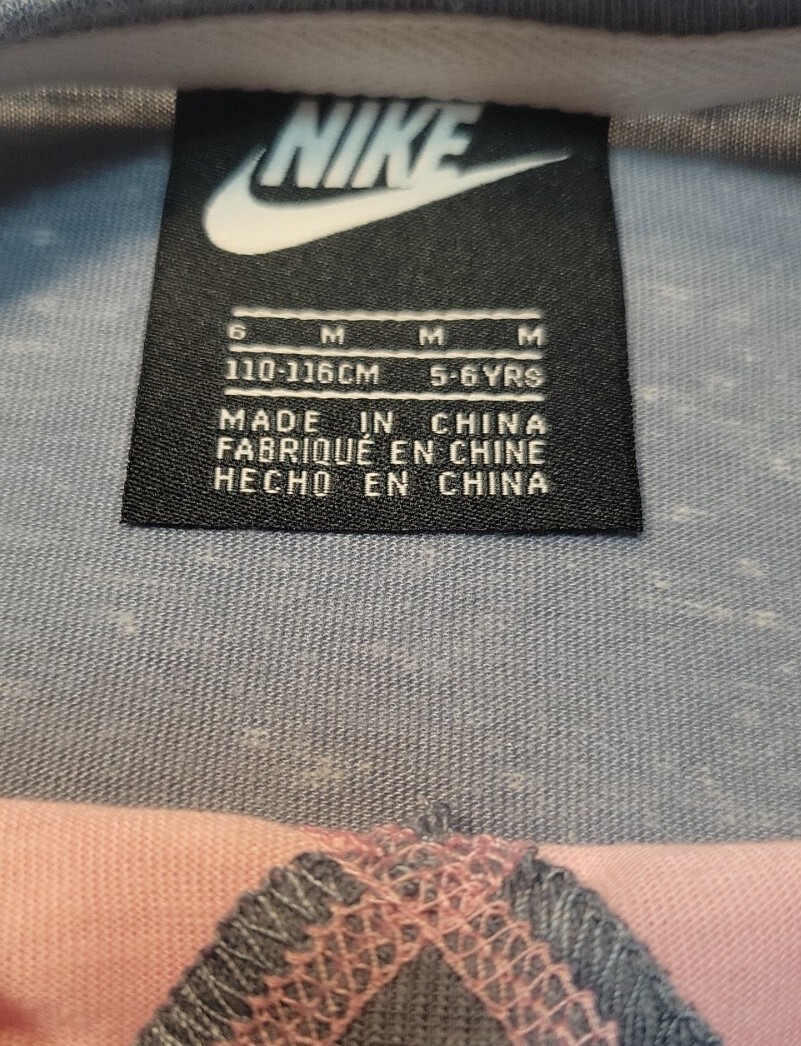 NIKE
6 M M M
110-116CM 5-6YRS
MADE IN CHINA
FABRIQUÉ EN CHINE
HECHO EN CHINA